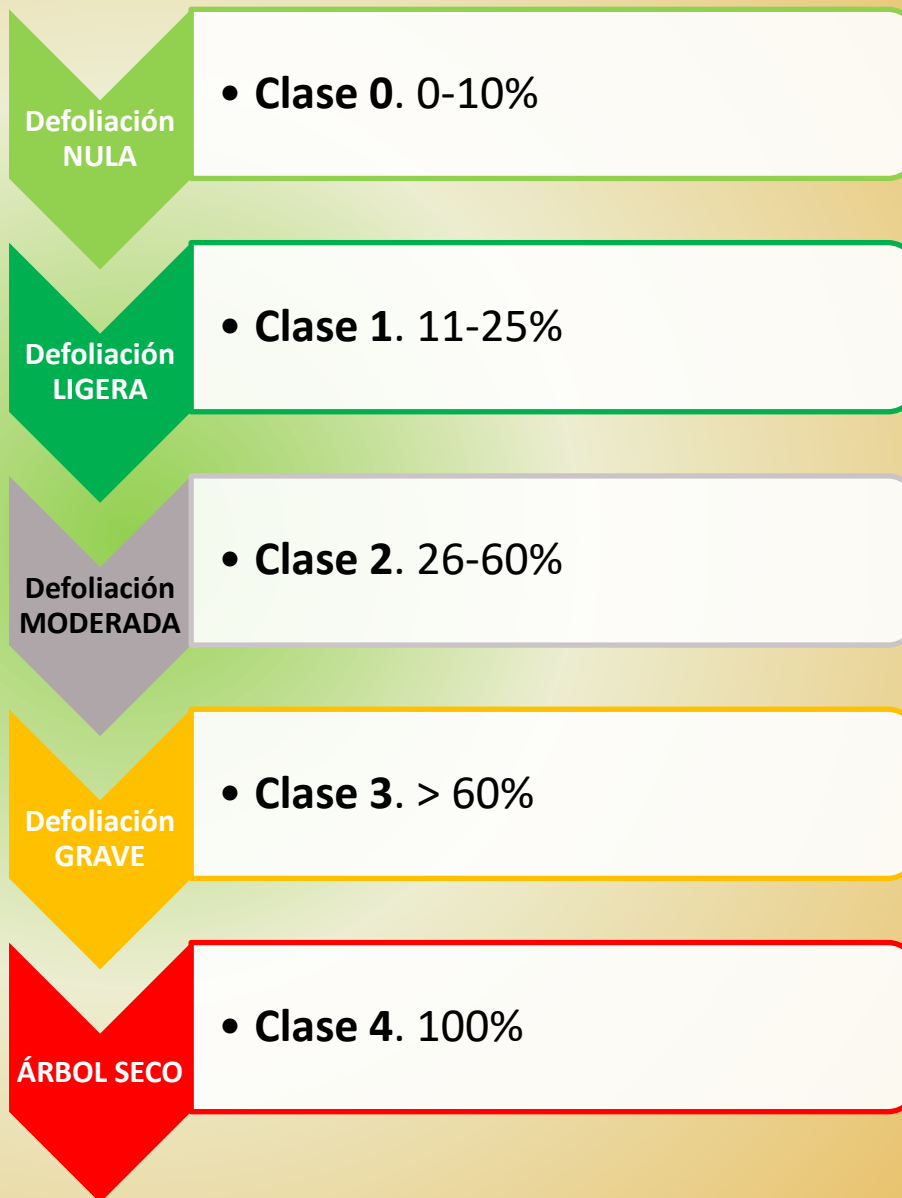 Defoliación
NULA
• Clase 0. 0-10%
Defoliación
LIGERA
• Clase 1. 11-25%
Defoliación
MODERADA
• Clase 2. 26-60%
Defoliación
GRAVE
• Clase 3. > 60%
ÁRBOL SECO
• Clase 4. 100%